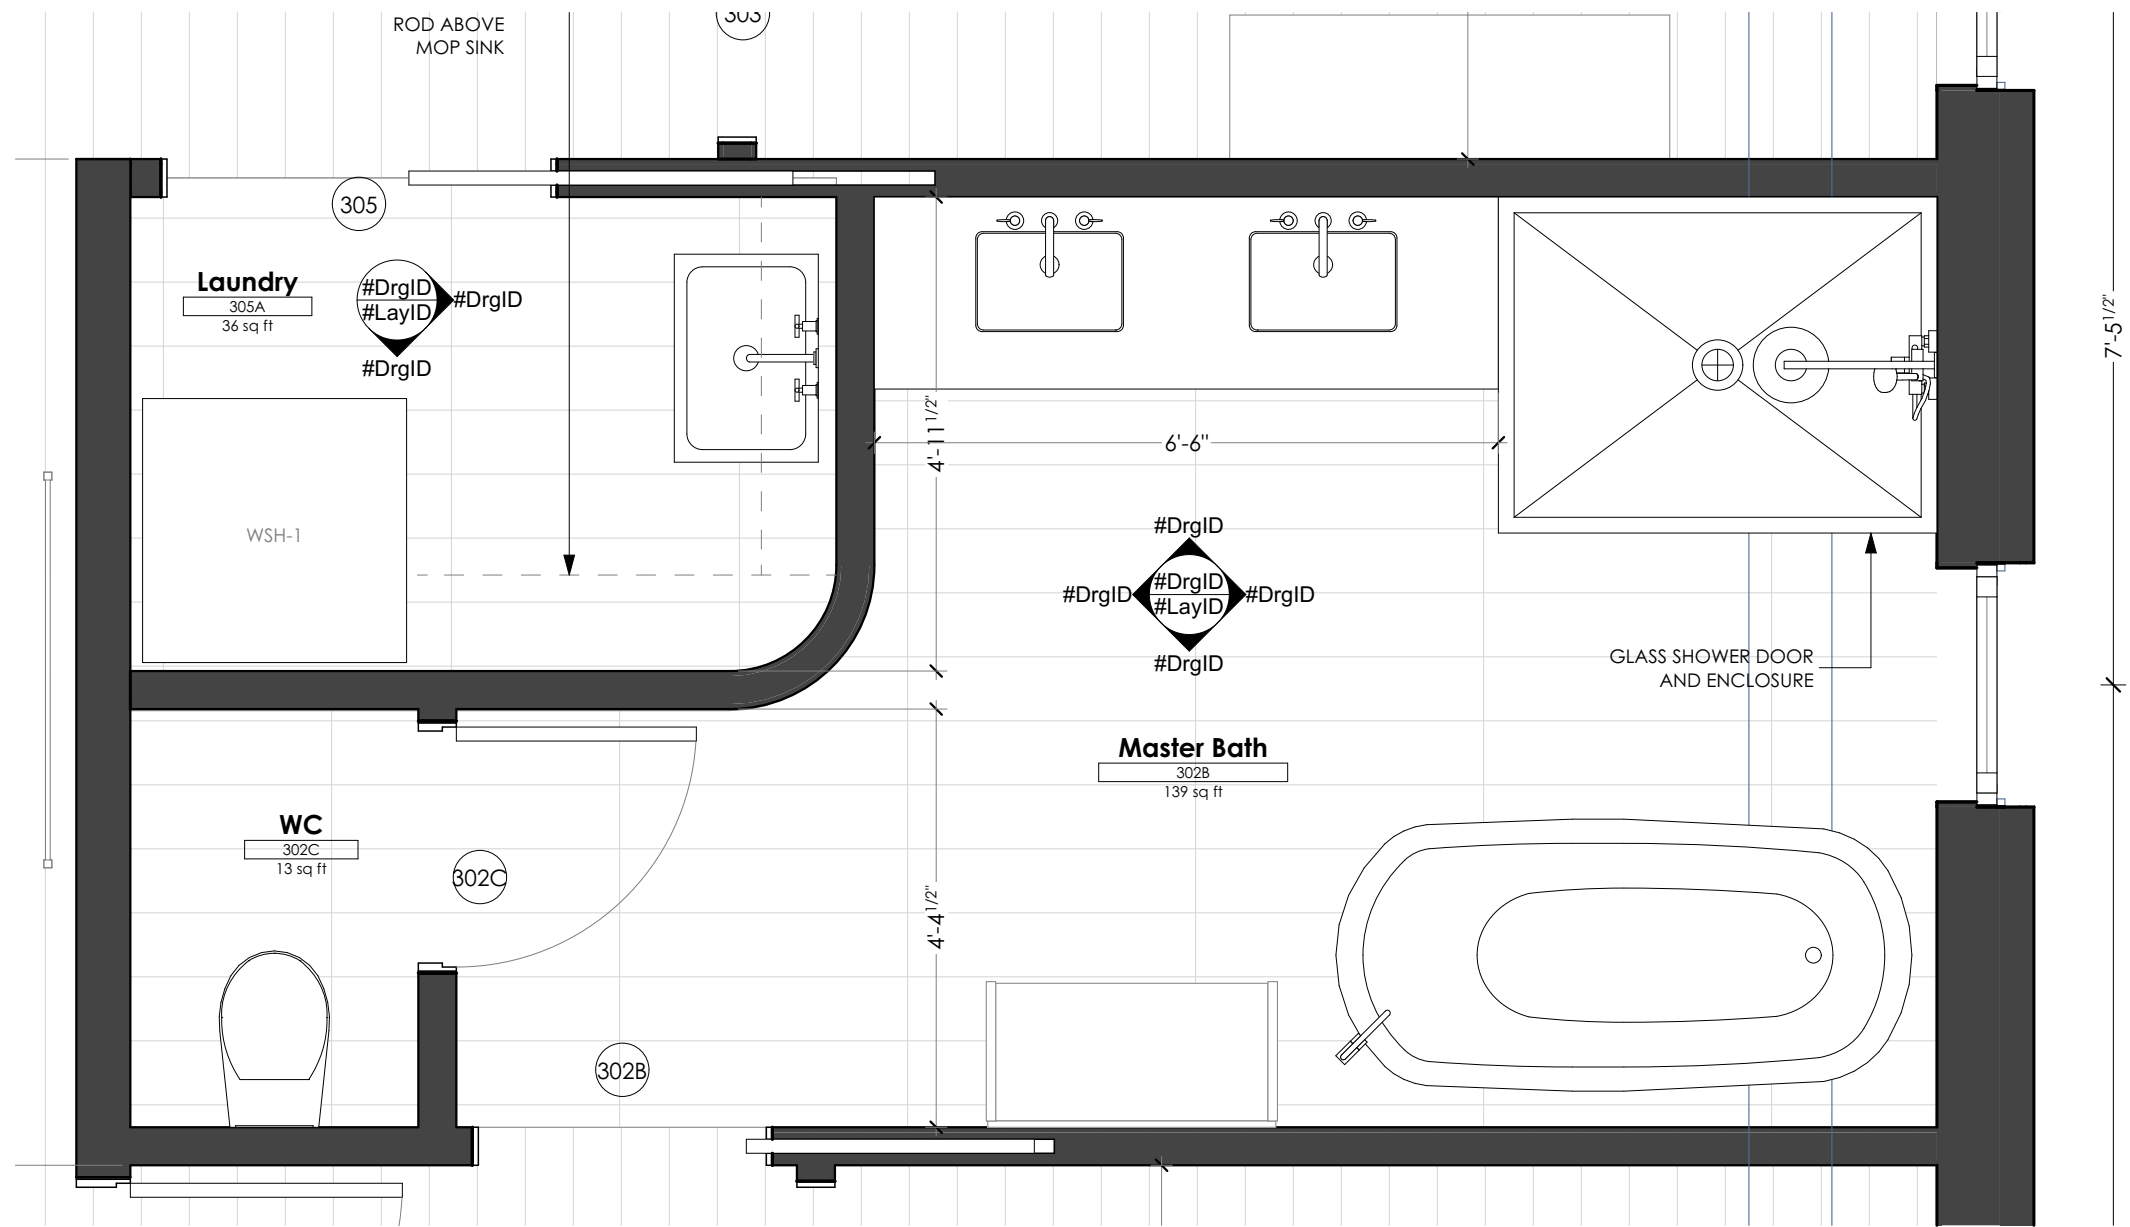 ROD ABOVE
MOP SINK
303
305
Laundry
305A
36 sq ft
#DrgID
#LayID
#DrgID
#DrgID
WSH-1
4'-11 1/2"
6'-6"
7'-5 1/2"
#DrgID
#DrgID
#DrgID
#LayID
#DrgID
#DrgID
GLASS SHOWER DOOR
AND ENCLOSURE
Master Bath
302B
139 sq ft
WC
302C
13 sq ft
302C
4'-4 1/2"
302B